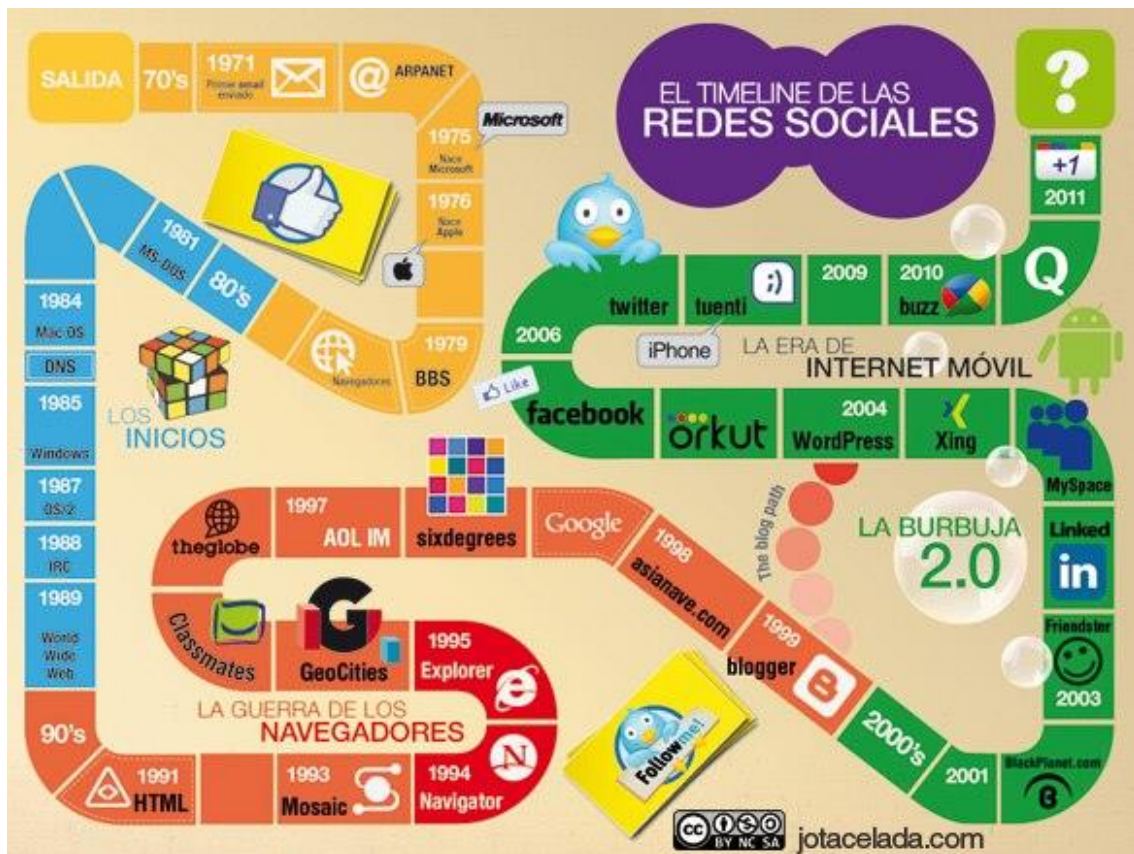 SALIDA
70's
1971
Primer email
enviado
@
ARPANET
Microsoft
1975
Nace
Microsoft
1976
Nace
Apple
1979
BBS
Navegadores
80's
1981
MS-DOS
1984
Mac OS
DNS
1985
Windows
1987
OS/2
1988
IRC
1989
World
Wide
Web
LOS
INICIOS
90's
1991
HTML
1993
Mosaic
1994
Navigator
N
1995
Explorer
e
G
GeoCities
Classmates
theglobe
LA GUERRA DE LOS
NAVEGADORES
1997
AOL IM
sixdegrees
Google
1998
asianave.com
1999
blogger
B
The blog path
Follow me!
2000's
2001
BlackPlanet.com
B
2003
Friendster
Linked
in
MySpace
LA BURBUJA
2.0
Xing
2004
WordPress
orkut
facebook
Like
2006
twitter
tuenti
;)
iPhone
2009
2010
buzz
Q
LA ERA DE
INTERNET MÓVIL
2011
+1
?
EL TIMELINE DE LAS
REDES SOCIALES
cc
BY NC SA
jotacelada.com